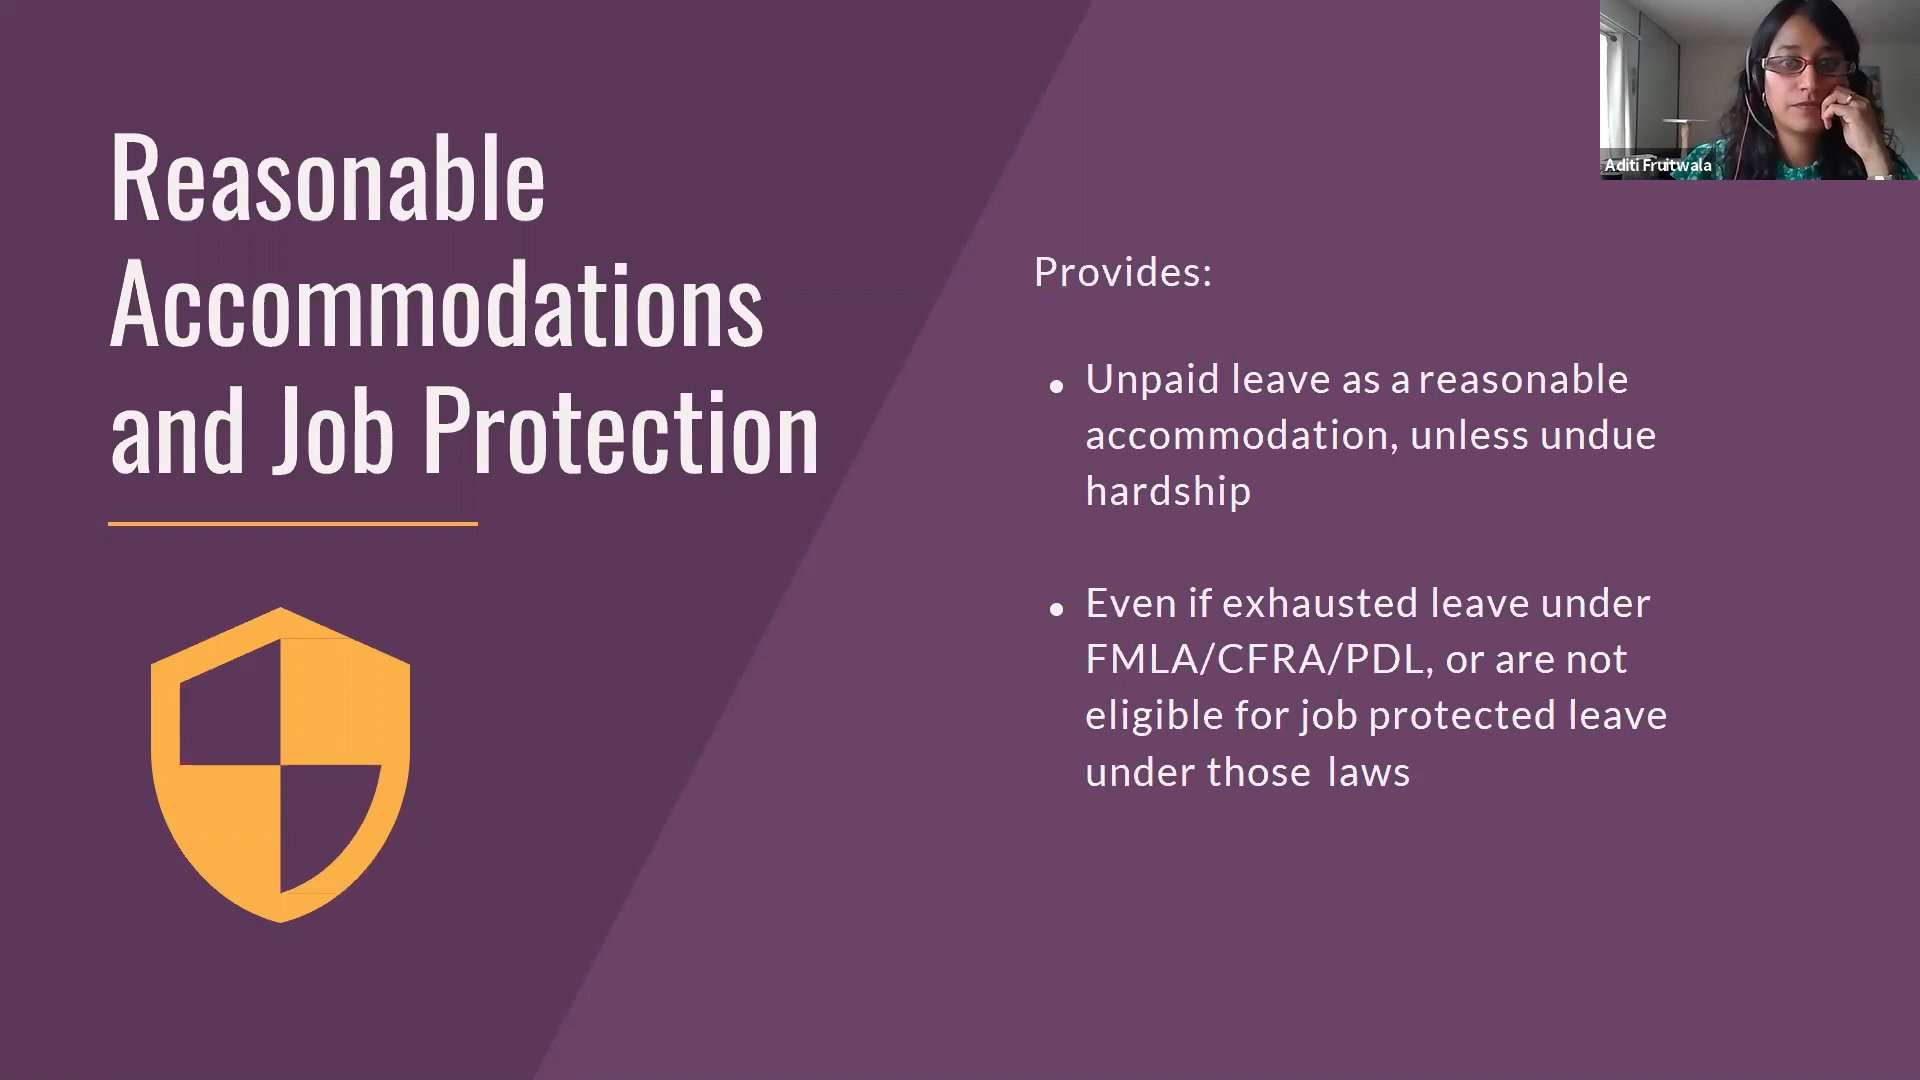 Reasonable
Accommodations
and Job Protection
Aditi Fruitwala
Provides:
• Unpaid leave as a reasonable
accommodation, unless undue
hardship
• Even if exhausted leave under
FMLA/CFRA/PDL, or are not
eligible for job protected leave
under those laws